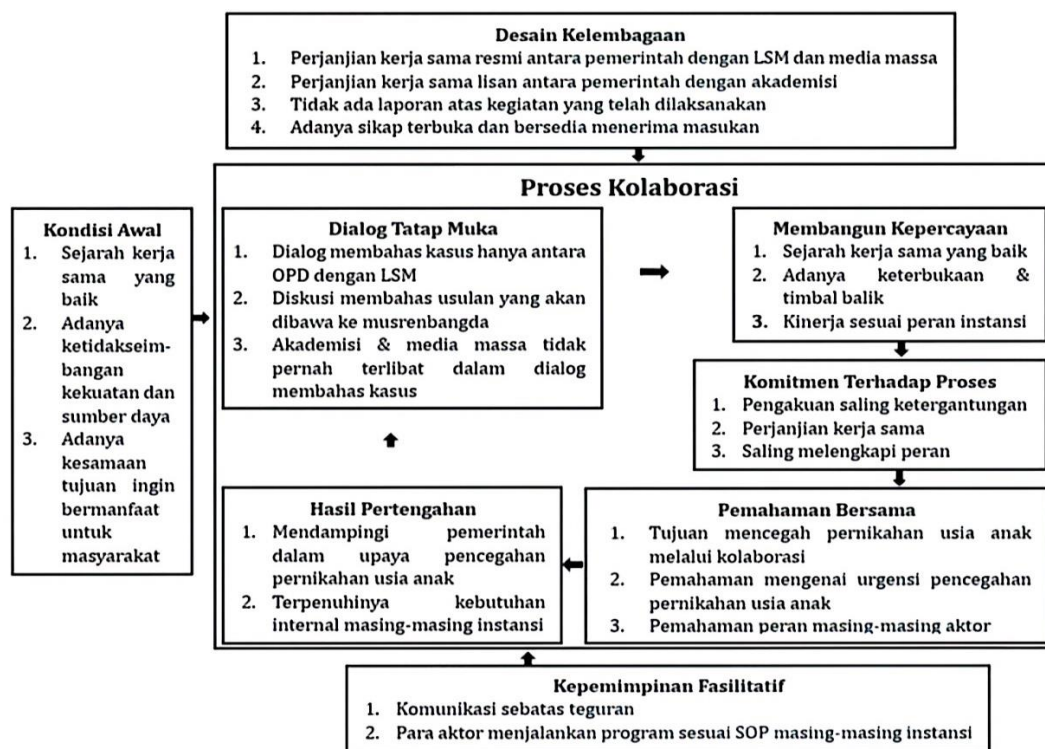 Desain Kelembagaan
1. Perjanjian kerja sama resmi antara pemerintah dengan LSM dan media massa
2. Perjanjian kerja sama lisan antara pemerintah dengan akademisi
3. Tidak ada laporan atas kegiatan yang telah dilaksanakan
4. Adanya sikap terbuka dan bersedia menerima masukan
Proses Kolaborasi
Kondisi Awal
1. Sejarah kerja
sama yang
baik
2. Adanya
ketidakseim-
bangan
kekuatan dan
sumber daya
3. Adanya
kesamaan
tujuan ingin
bermanfaat
untuk
masyarakat
Dialog Tatap Muka
1. Dialog membahas kasus hanya antara
OPD dengan LSM
2. Diskusi membahas usulan yang akan
dibawa ke musrenbangda
3. Akademisi & media massa tidak
pernah terlibat dalam dialog
membahas kasus
Membangun Kepercayaan
1. Sejarah kerja sama yang baik
2. Adanya keterbukaan &
timbal balik
3. Kinerja sesuai peran instansi
Komitmen Terhadap Proses
1. Pengakuan saling ketergantungan
2. Perjanjian kerja sama
3. Saling melengkapi peran
Pemahaman Bersama
1. Tujuan mencegah pernikahan usia anak
melalui kolaborasi
2. Pemahaman mengenai urgensi pencegahan
pernikahan usia anak
3. Pemahaman peran masing-masing aktor
Hasil Pertengahan
1. Mendampingi pemerintah
dalam upaya pencegahan
pernikahan usia anak
2. Terpenuhinya kebutuhan
internal masing-masing instansi
Kepemimpinan Fasilitatif
1. Komunikasi sebatas teguran
2. Para aktor menjalankan program sesuai SOP masing-masing instansi